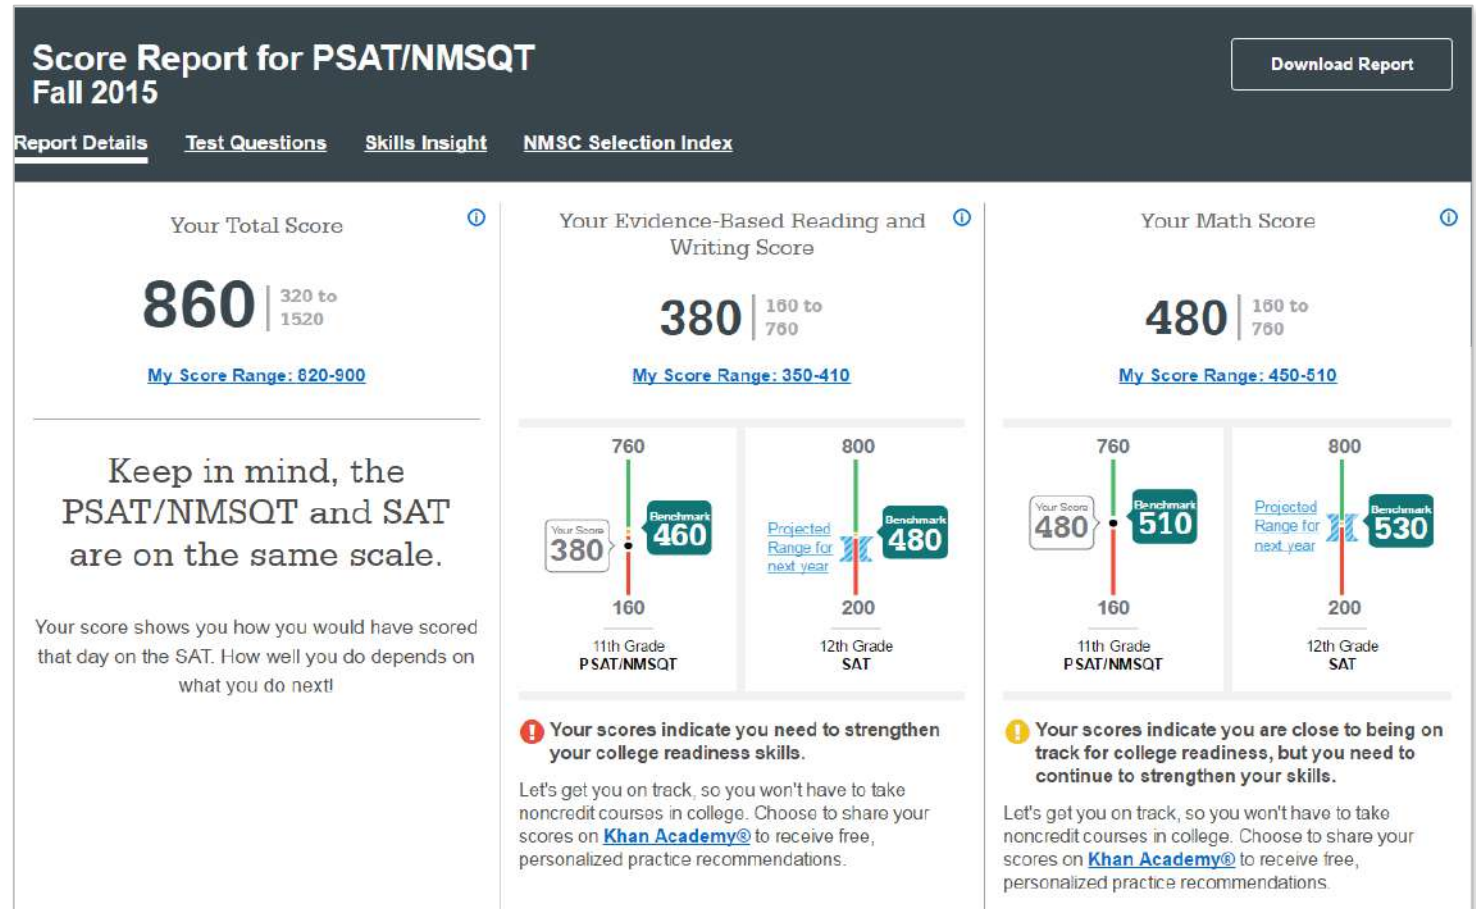 Score Report for PSAT/NMSQT
Fall 2015
Download Report
Report Details
Test Questions
Skills Insight
NMSC Selection Index
Your Total Score
860
320 to
1520
My Score Range: 820-900
Keep in mind, the
PSAT/NMSQT and SAT
are on the same scale.
Your score shows you how you would have scored
that day on the SAT. How well you do depends on
what you do next!
Your Evidence-Based Reading and
Writing Score
380
160 to
760
My Score Range: 350-410
760
Your Score
380
Benchmark
460
160
11th Grade
PSAT/NMSQT
800
Projected
Range for
next year
Benchmark
480
200
12th Grade
SAT
Your scores indicate you need to strengthen
your college readiness skills.
Let's get you on track, so you won't have to take
noncredit courses in college. Choose to share your
scores on Khan Academy® to receive free,
personalized practice recommendations.
Your Math Score
480
160 to
760
My Score Range: 450-510
760
Your Score
480
Benchmark
510
160
11th Grade
PSAT/NMSQT
800
Projected
Range for
next year
Benchmark
530
200
12th Grade
SAT
Your scores indicate you are close to being on
track for college readiness, but you need to
continue to strengthen your skills.
Let's get you on track, so you won't have to take
noncredit courses in college. Choose to share your
scores on Khan Academy® to receive free,
personalized practice recommendations.